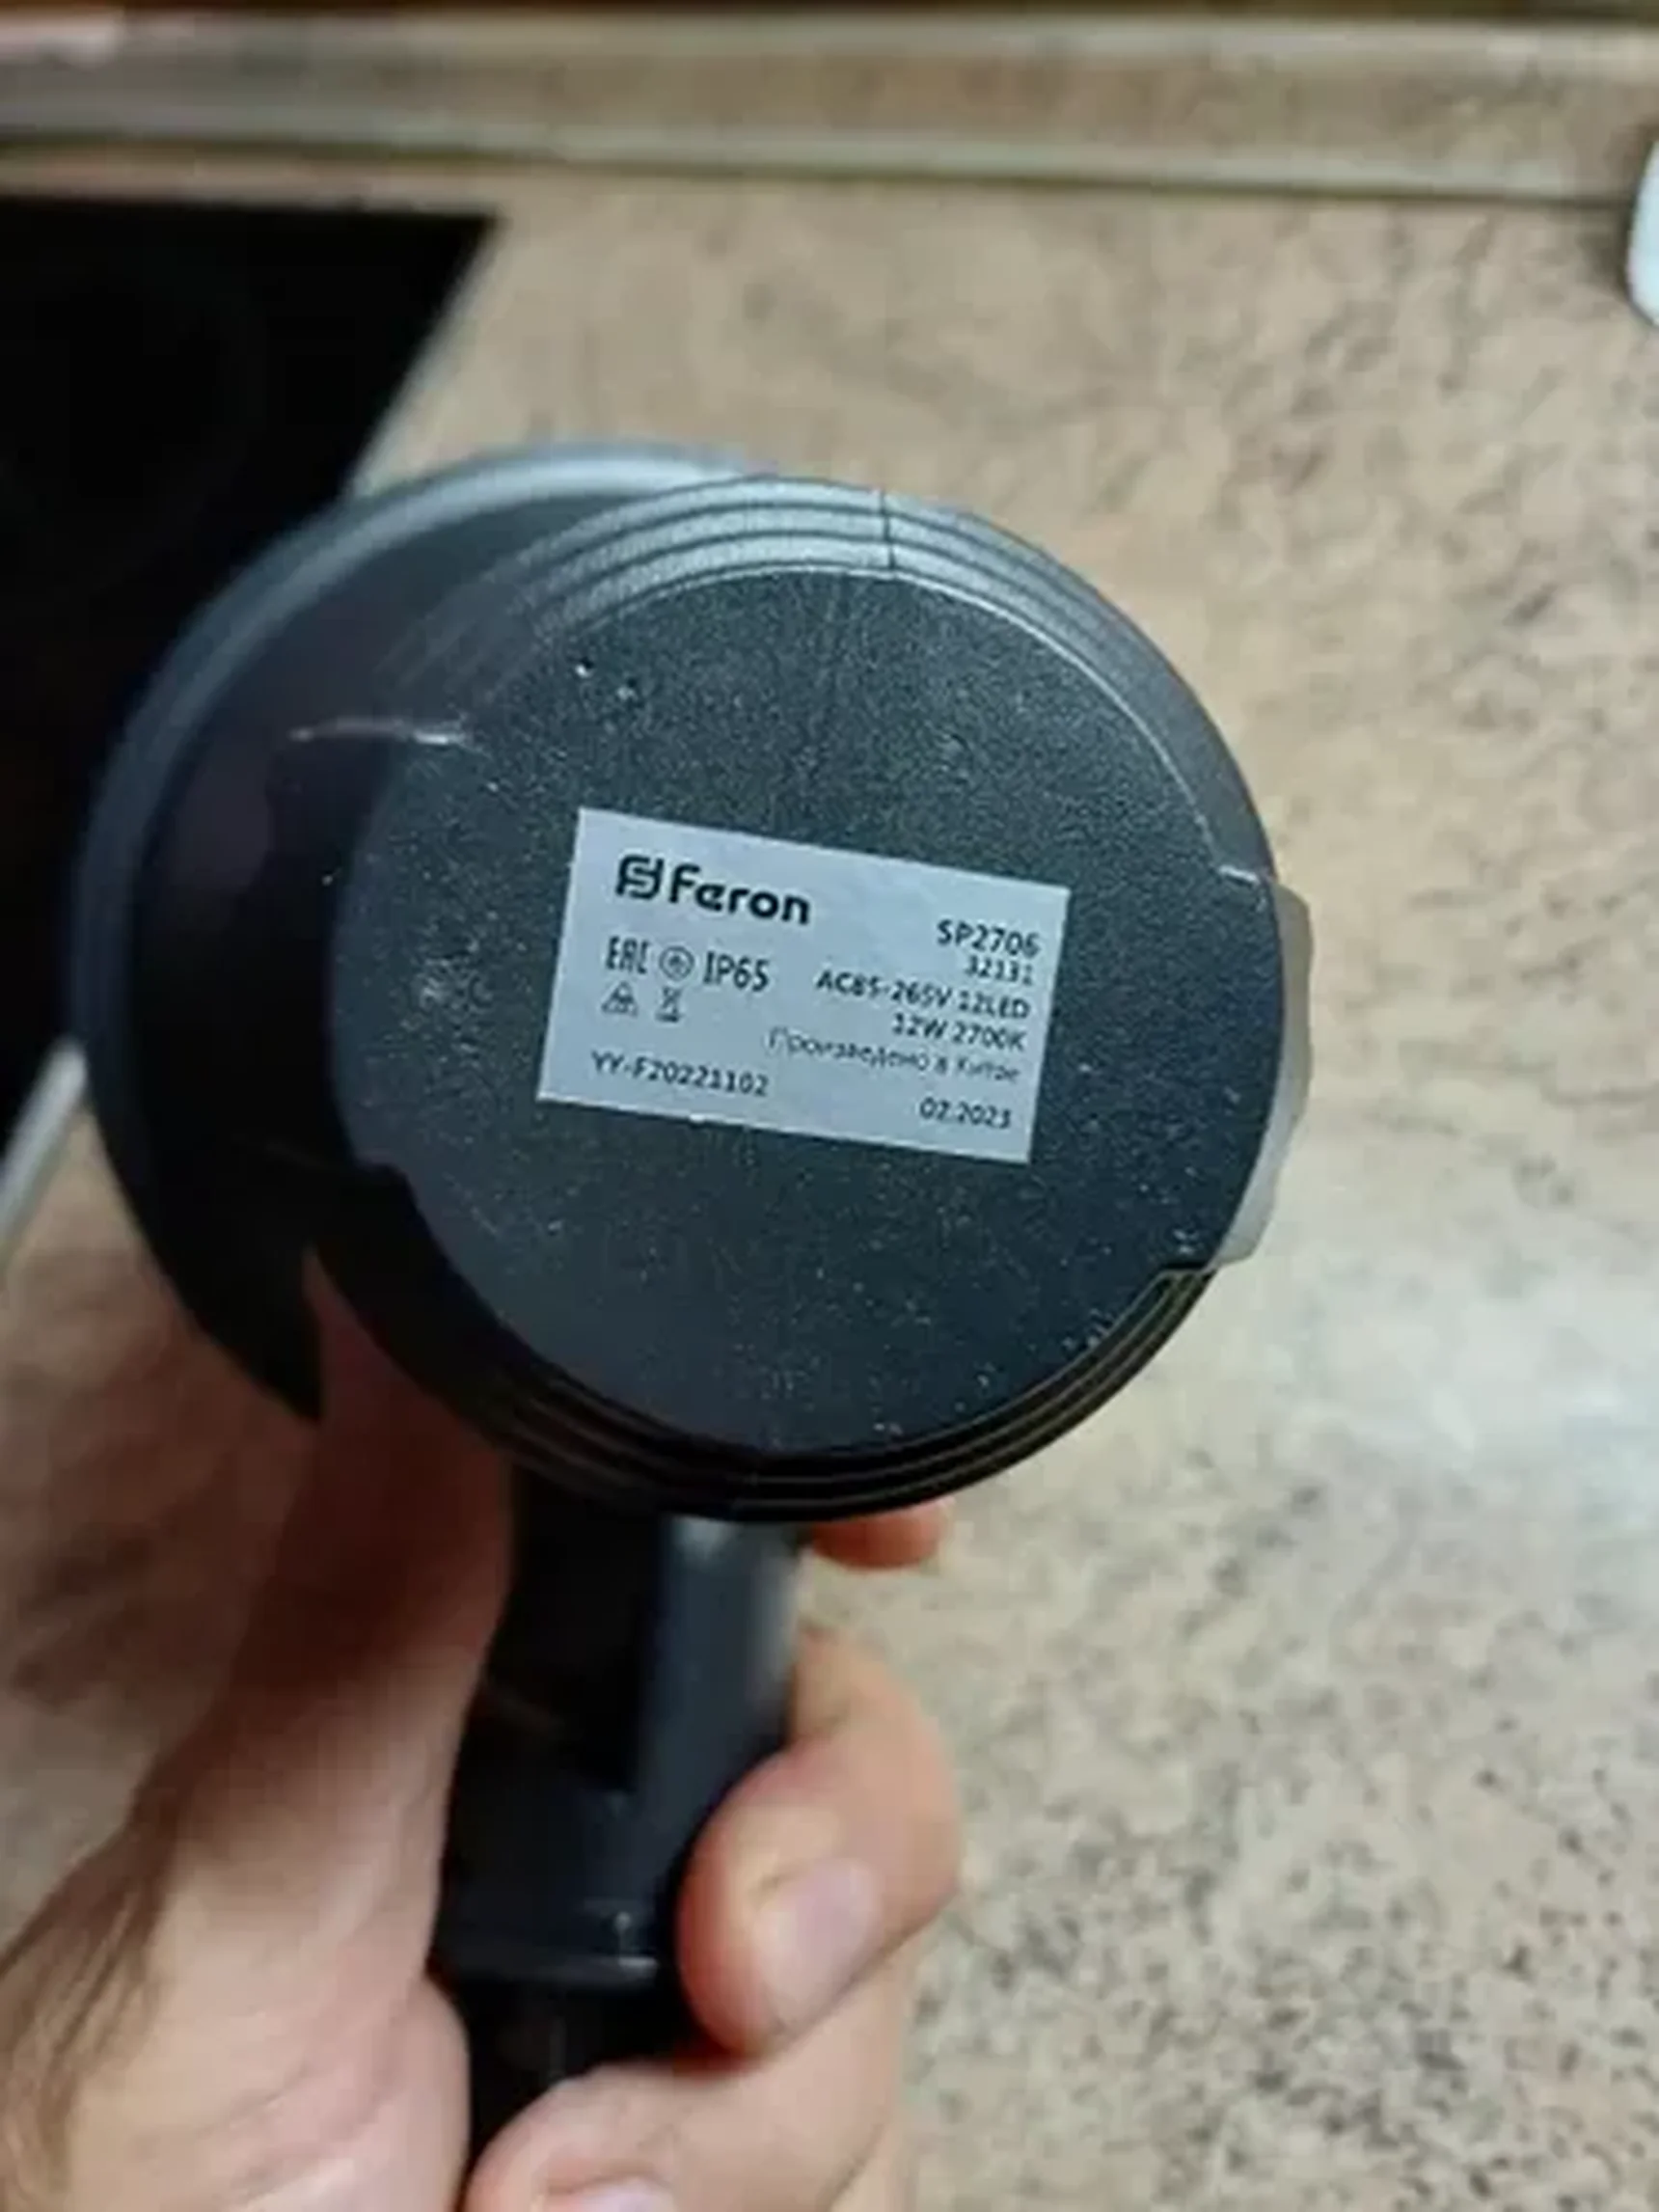 Feron
SP2706
32131
EAC IP65
AC85-265V 12LED
12W 2700K
Произведено в Китае
YY-F20221102
02.2023